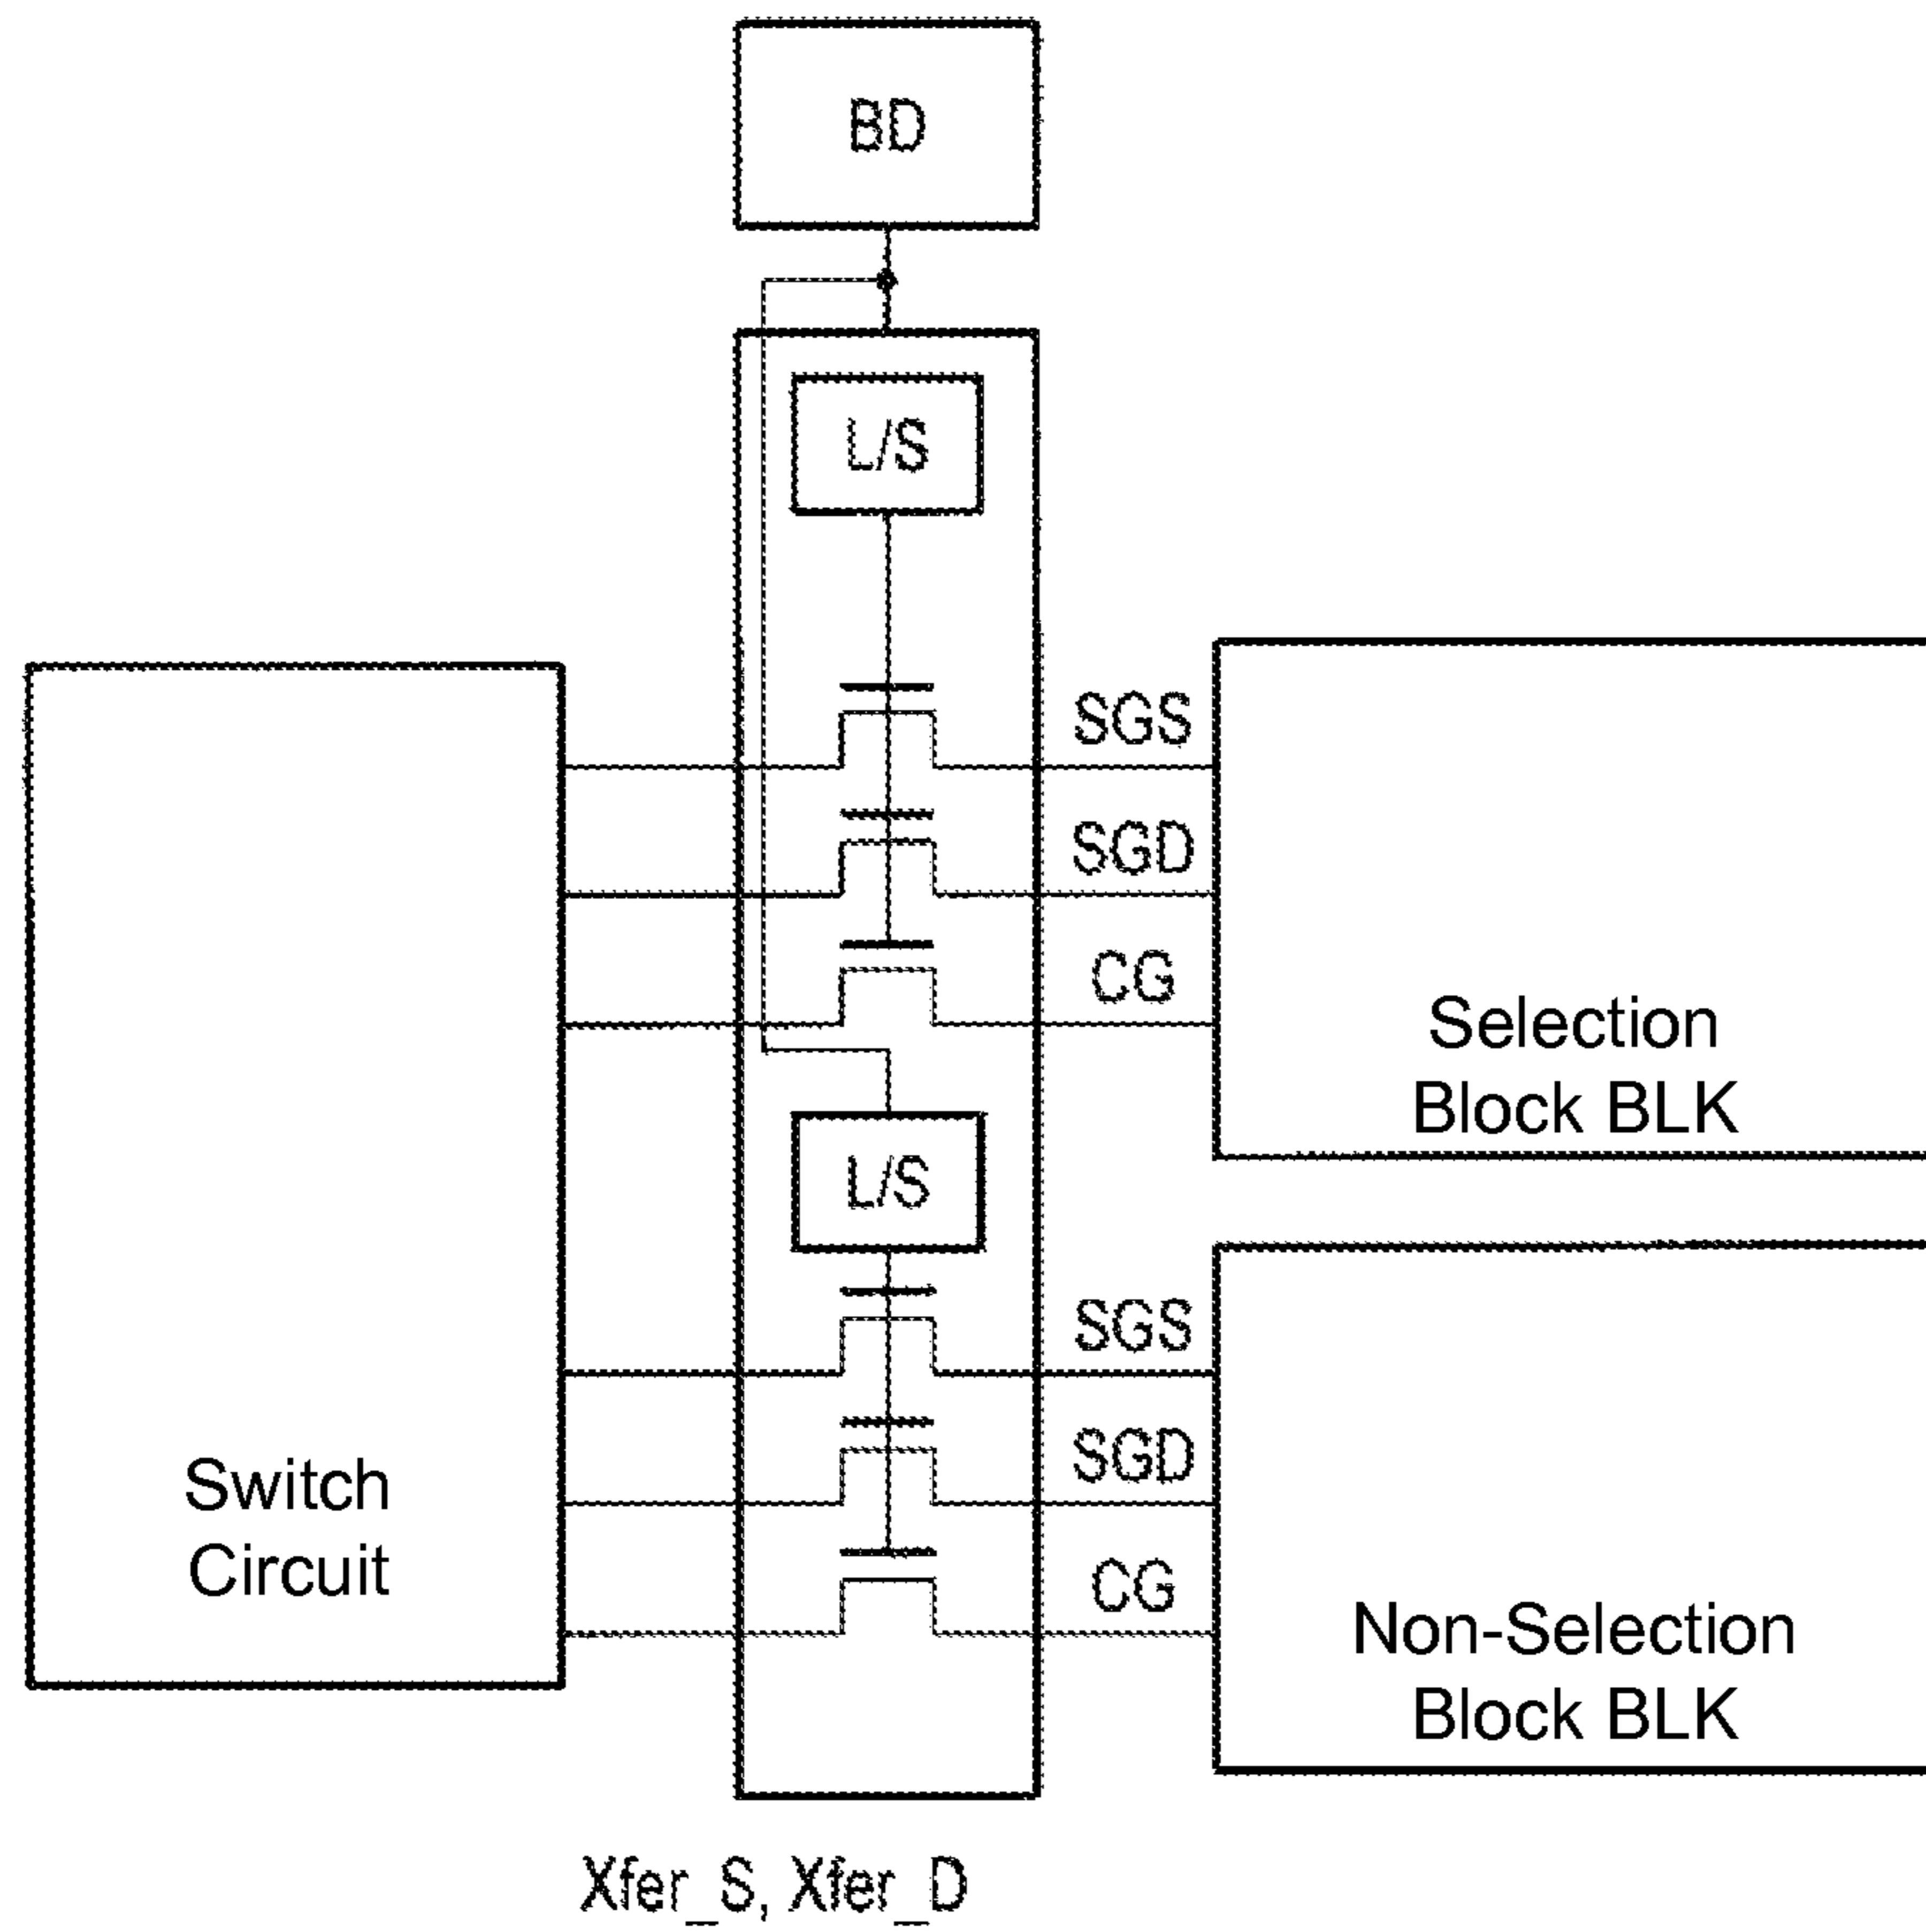 BD
L/S
SGS
SGD
CG
Selection
Block BLK
L/S
SGS
SGD
CG
Switch
Circuit
Non-Selection
Block BLK
Xfer_S, Xfer_D